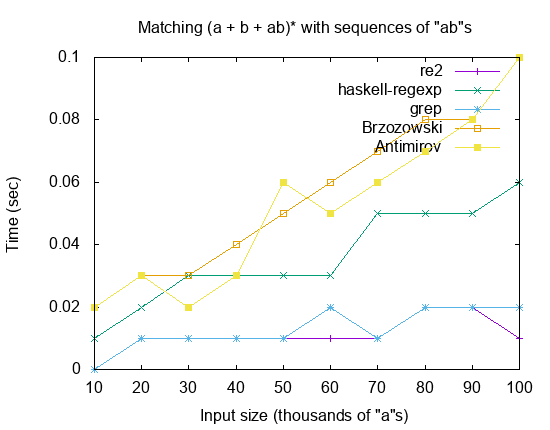 Matching (a + b + ab)* with sequences of "ab"s
0.1
re2
haskell-regexp
grep
Brzozowski
Antimirov
0.08
0.06
0.04
0.02
0
Time (sec)
10 20 30 40 50 60 70 80 90 100
Input size (thousands of "a"s)